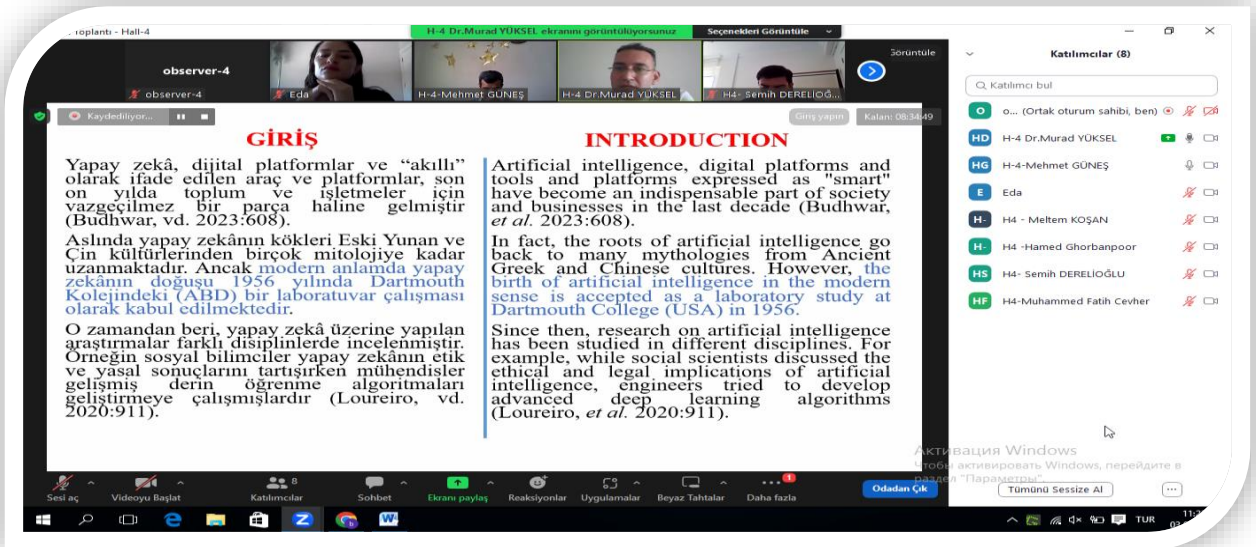 Toplantı - Hall-4
H-4 Dr.Murad YÜKSEL ekranını görüntülüyorsunuz
Seçenekleri Görüntüle
observer-4
observer-4
Eda
H-4-Mehmet GÜNEŞ
H-4 Dr.Murad YÜKSEL
H4- Semih DERELİOĞ...
Görüntüle
Kaydediliyor...
Giriş yapın
Kalan: 08:34:49
GİRİŞ
Yapay zekâ, dijital platformlar ve “akıllı”
olarak ifade edilen araç ve platformlar, son
on yılda toplum ve işletmeler için
vazgeçilmez bir parça haline gelmiştir
(Budhwar, vd. 2023:608).
Aslında yapay zekânın kökleri Eski Yunan ve
Çin kültürlerinden birçok mitolojiye kadar
uzanmaktadır. Ancak modern anlamda yapay
zekânın doğuşu 1956 yılında Dartmouth
Kolejindeki (ABD) bir laboratuvar çalışması
olarak kabul edilmektedir.
O zamandan beri, yapay zekâ üzerine yapılan
araştırmalar farklı disiplinlerde incelenmiştir.
Örneğin sosyal bilimciler yapay zekânın etik
ve yasal sonuçlarını tartışırken mühendisler
gelişmiş derin öğrenme algoritmaları
geliştirmeye çalışmışlardır (Loureiro, vd.
2020:911).
INTRODUCTION
Artificial intelligence, digital platforms and
tools and platforms expressed as "smart"
have become an indispensable part of society
and businesses in the last decade (Budhwar,
et al. 2023:608).
In fact, the roots of artificial intelligence go
back to many mythologies from Ancient
Greek and Chinese cultures. However, the
birth of artificial intelligence in the modern
sense is accepted as a laboratory study at
Dartmouth College (USA) in 1956.
Since then, research on artificial intelligence
has been studied in different disciplines. For
example, while social scientists discussed the
ethical and legal implications of artificial
intelligence, engineers tried to develop
advanced deep learning algorithms
(Loureiro, et al. 2020:911).
Katılımcılar (8)
Katılımcı bul
O o... (Ortak oturum sahibi, ben)
HD H-4 Dr.Murad YÜKSEL
HG H-4-Mehmet GÜNEŞ
E Eda
H- H4 - Meltem KOŞAN
H- H4 -Hamed Ghorbanpoor
HS H4- Semih DERELİOĞLU
HF H4-Muhammed Fatih Cevher
Активация Windows
Чтобы активировать Windows, перейдите в
раздел "Параметры".
Tümünü Sessize Al
...
Sesi aç
Videoyu Başlat
8
Katılımcılar
Sohbet
Ekranı paylaş
Reaksiyonlar
Uygulamalar
Beyaz Tahtalar
1
Daha fazla
Odadan Çık
TUR